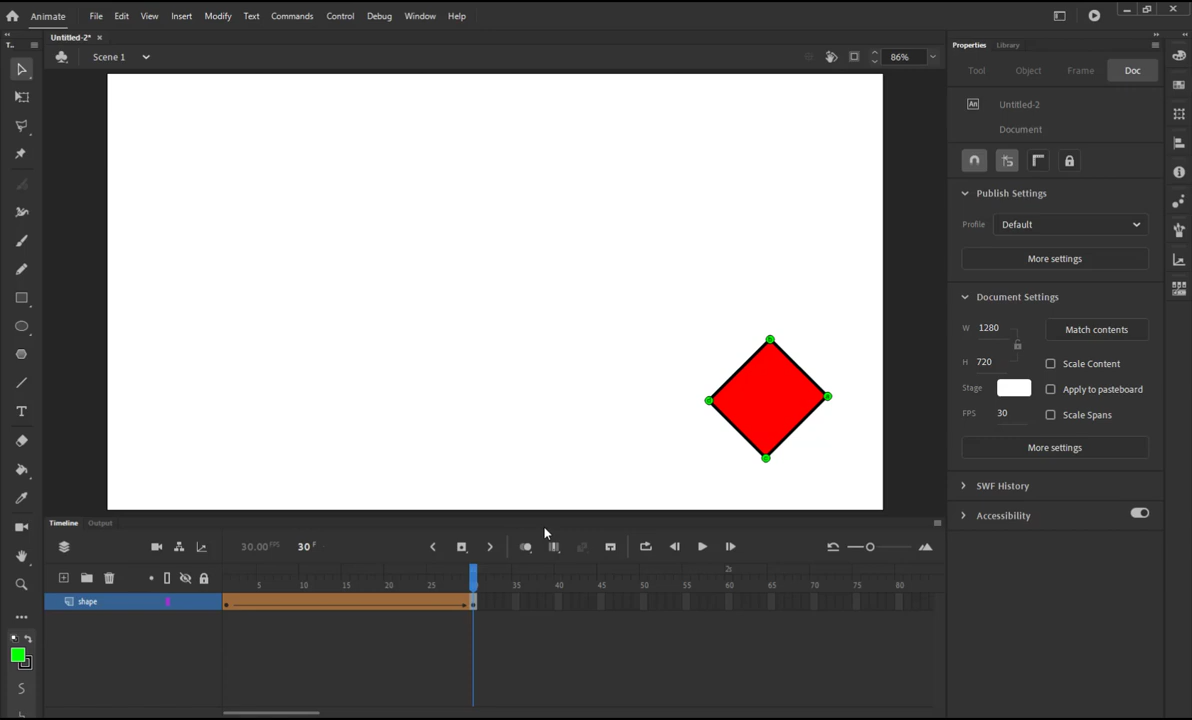 Animate File Edit View Insert Modify Text Commands Control Debug Window Help
Untitled-2* ×
Scene 1 86%
Properties Library
Tool Object Frame Doc
An Untitled-2
Document
Publish Settings
Profile Default
More settings
Document Settings
W 1280 Match contents
H 720 Scale Content
Stage Apply to pasteboard
FPS 30 Scale Spans
More settings
SWF History
Accessibility
Timeline Output
30.00 FPS 30 F
2s
5 10 15 20 25 30 35 40 45 50 55 60 65 70 75 80
shape